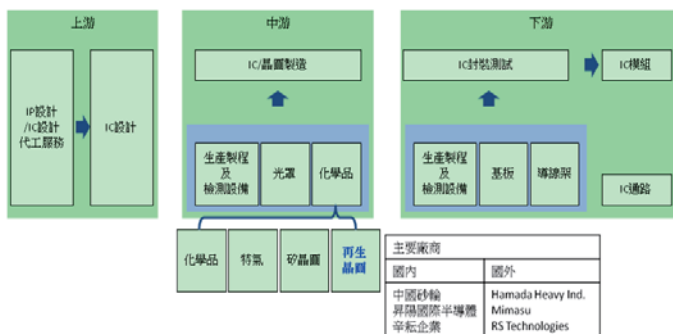 上游
IP設計
/IC設計
代工服務
IC設計
中游
IC/晶圓製造
生產製程
及
檢測設備
光罩
化學品
化學品
特氣
矽晶圓
再生
晶圓
下游
IC封裝測試
IC模組
生產製程
及
檢測設備
基板
導線架
IC通路
主要廠商
國內
國外
中國砂輪
昇陽國際半導體
辛耘企業
Hamada Heavy Ind.
Mimasu
RS Technologies